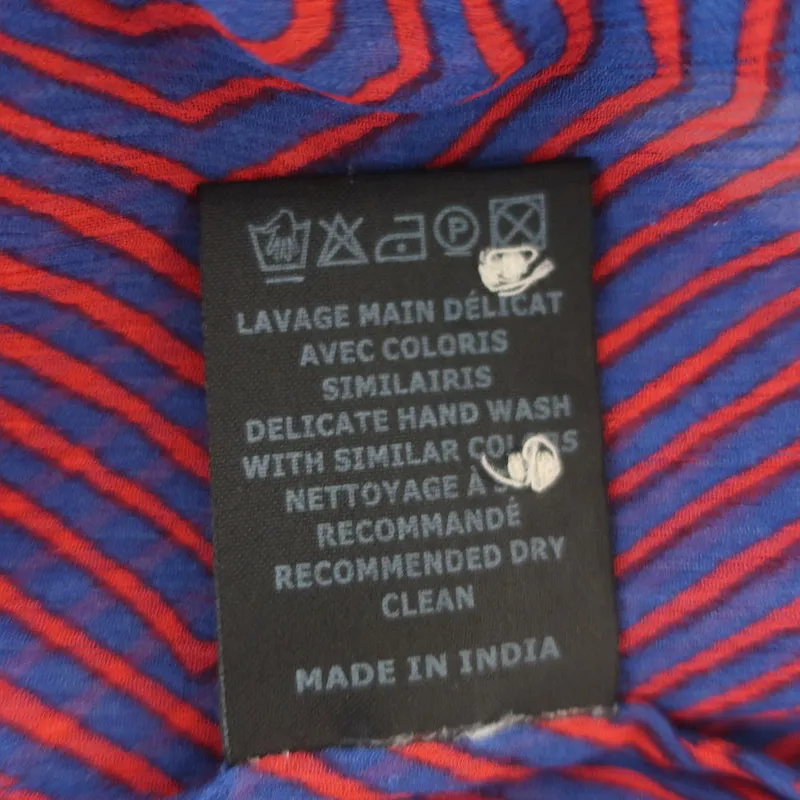 P
LAVAGE MAIN DÉLICAT
AVEC COLORIS
SIMILAIRIS
DELICATE HAND WASH
WITH SIMILAR
NETTOYAGE À
RECOMMANDÉ
RECOMMENDED DRY
CLEAN
MADE IN INDIA